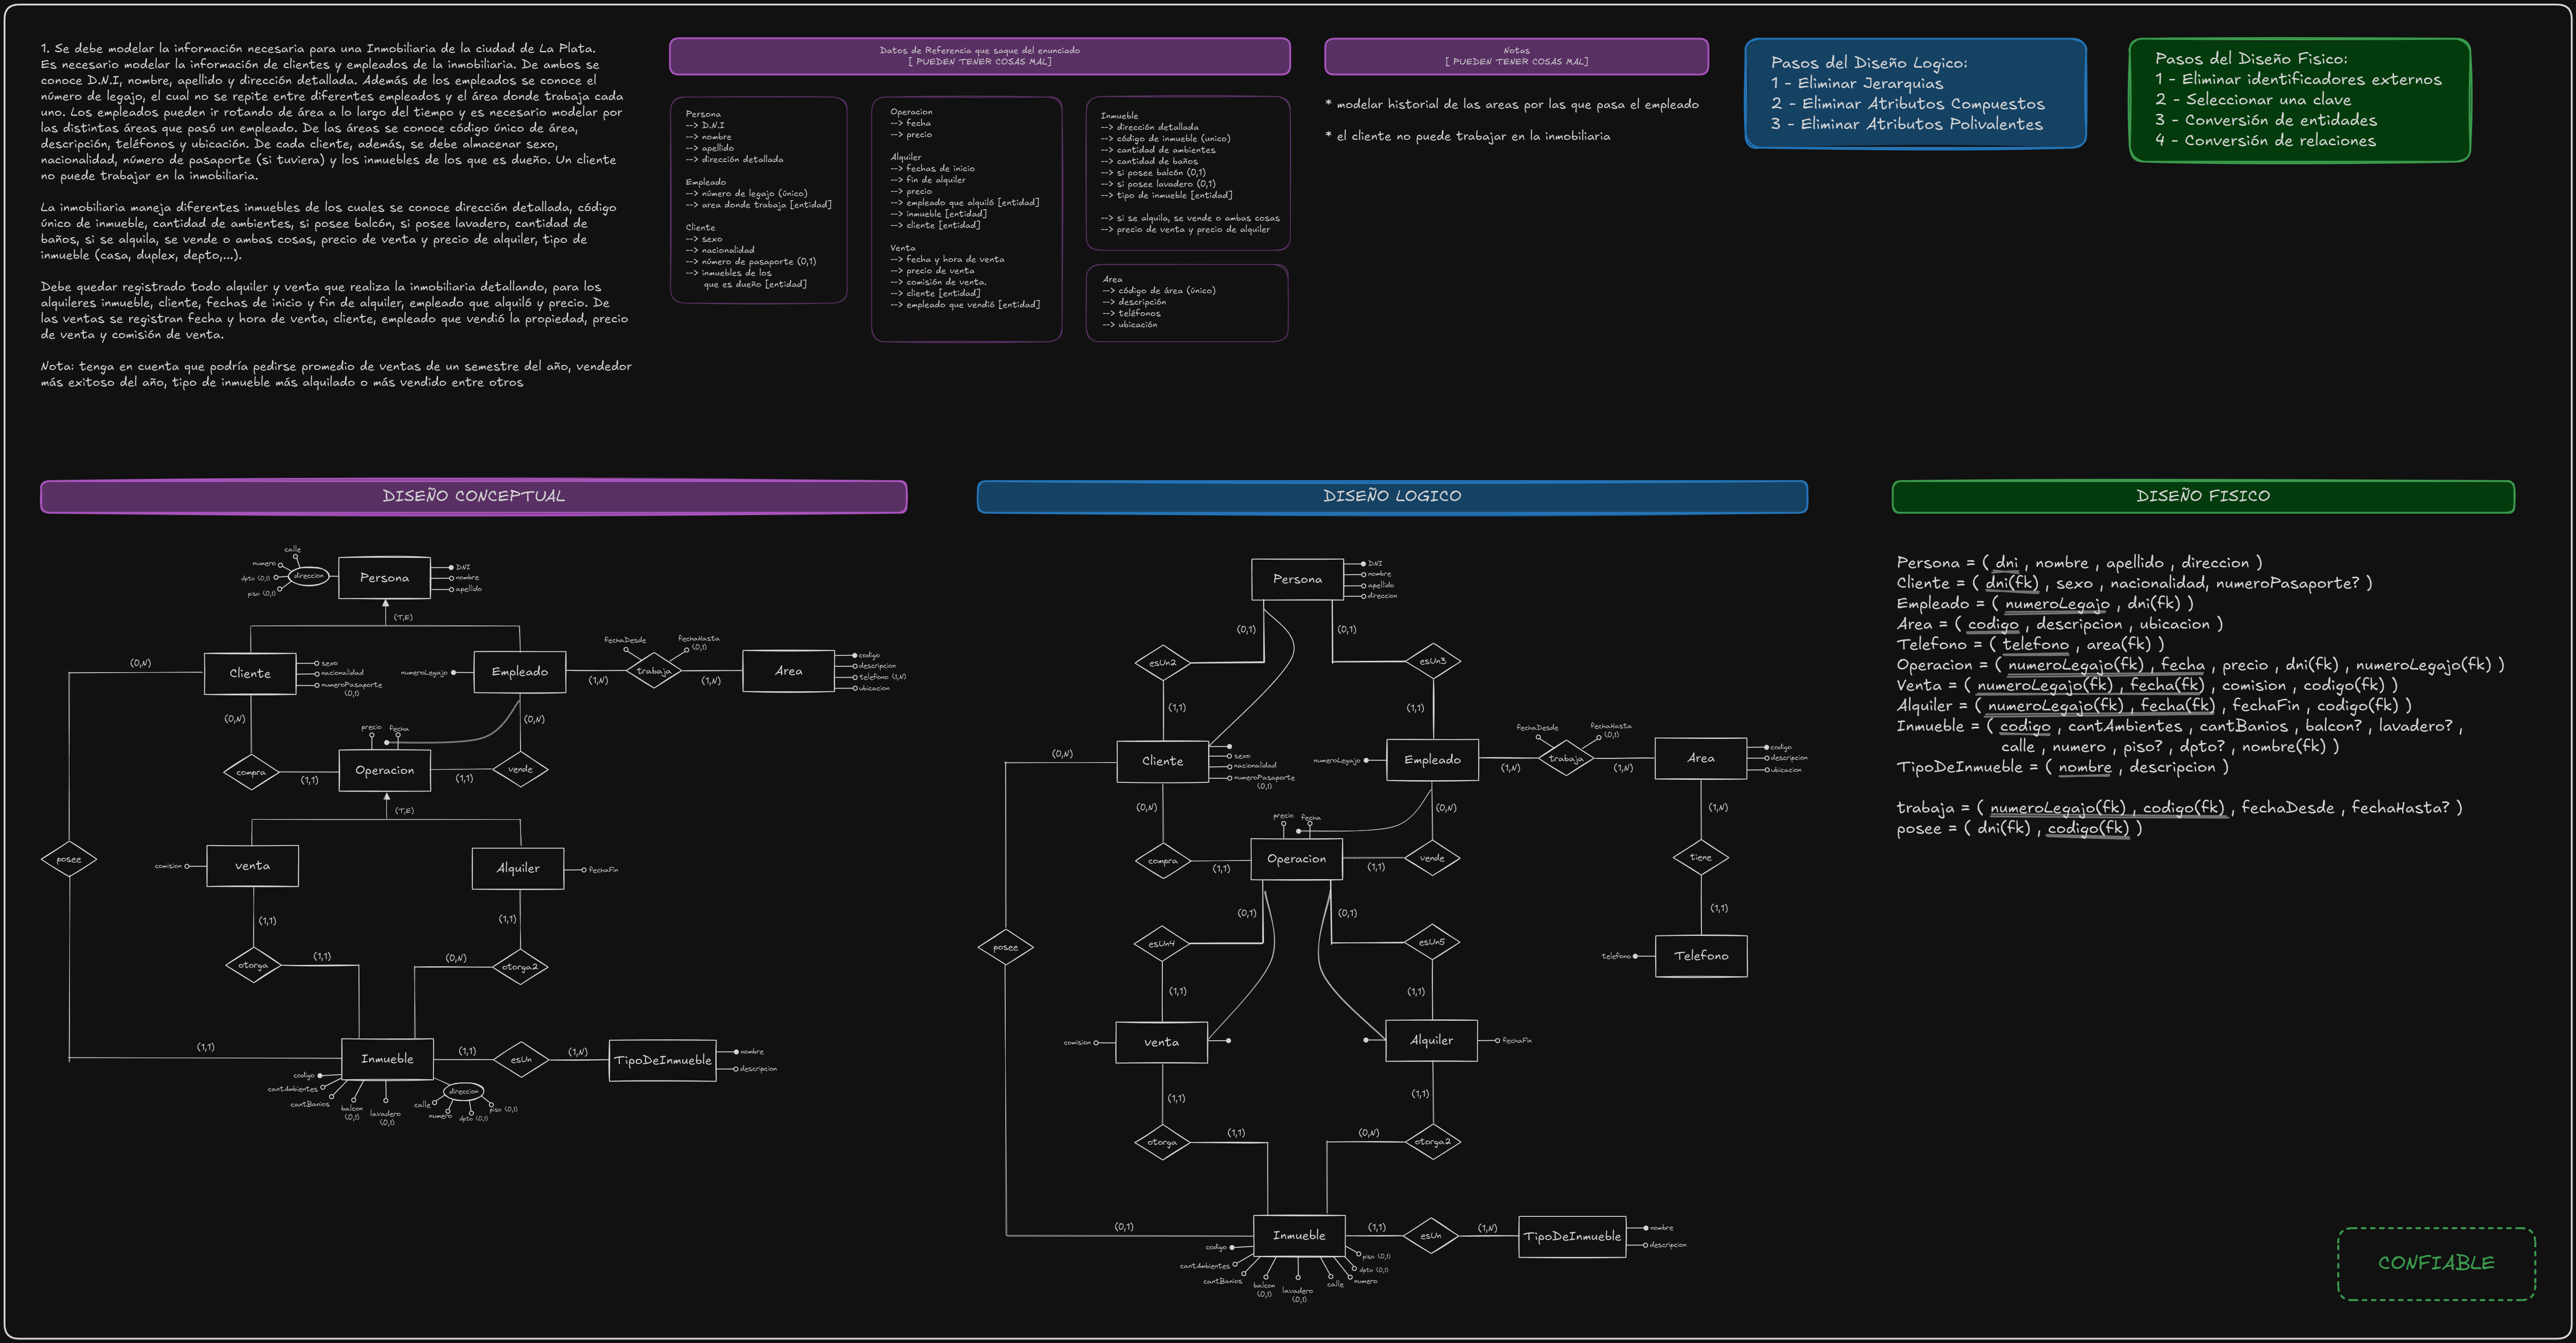 1. Se debe modelar la información necesaria para una Inmobiliaria de la ciudad de La Plata.
Es necesario modelar la información de clientes y empleados de la inmobiliaria. De ambos se
conoce D.N.I, nombre, apellido y dirección detallada. Además de los empleados se conoce el
número de legajo, el cual no se repite entre diferentes empleados y el área donde trabaja cada
uno. Los empleados pueden ir rotando de área a lo largo del tiempo y es necesario modelar por
las distintas áreas que pasó un empleado. De las áreas se conoce código único de área,
descripción, teléfonos y ubicación. De cada cliente, además, se debe almacenar sexo,
nacionalidad, número de pasaporte (si tuviera) y los inmuebles de los que es dueño. Un cliente
no puede trabajar en la inmobiliaria.
La inmobiliaria maneja diferentes inmuebles de los cuales se conoce dirección detallada, código
único de inmueble, cantidad de ambientes, si posee balcón, si posee lavadero, cantidad de
baños, si se alquila, se vende o ambas cosas, precio de venta y precio de alquiler, tipo de
inmueble (casa, duplex, depto,...).
Debe quedar registrado todo alquiler y venta que realiza la inmobiliaria detallando, para los
alquileres inmueble, cliente, fechas de inicio y fin de alquiler, empleado que alquiló y precio. De
las ventas se registran fecha y hora de venta, cliente, empleado que vendió la propiedad, precio
de venta y comisión de venta.
Nota: tenga en cuenta que podría pedirse promedio de ventas de un semestre del año, vendedor
más exitoso del año, tipo de inmueble más alquilado o más vendido entre otros
Datos de Referencia que saque del enunciado
[ PUEDEN TENER COSAS MAL]
Persona
--> D.N.I
--> nombre
--> apellido
--> dirección detallada
Empleado
--> número de legajo (único)
--> area donde trabaja [entidad]
Cliente
--> sexo
--> nacionalidad
--> número de pasaporte (0,1)
--> inmuebles de los
que es dueño [entidad]
Operacion
--> fecha
--> precio
Alquiler
--> fechas de inicio
--> fin de alquiler
--> precio
--> empleado que alquiló [entidad]
--> inmueble [entidad]
--> cliente [entidad]
Venta
--> fecha y hora de venta
--> precio de venta
--> comisión de venta.
--> cliente [entidad]
--> empleado que vendió [entidad]
Inmueble
--> dirección detallada
--> código de inmueble (unico)
--> cantidad de ambientes
--> cantidad de baños
--> si posee balcón (0,1)
--> si posee lavadero (0,1)
--> tipo de inmueble [entidad]
--> si se alquila, se vende o ambas cosas
--> precio de venta y precio de alquiler
Area
--> código de área (único)
--> descripción
--> teléfonos
--> ubicación
Notas
[ PUEDEN TENER COSAS MAL]
* modelar historial de las areas por las que pasa el empleado
* el cliente no puede trabajar en la inmobiliaria
Pasos del Diseño Logico:
1 - Eliminar Jerarquias
2 - Eliminar Atributos Compuestos
3 - Eliminar Atributos Polivalentes
Pasos del Diseño Fisico:
1 - Eliminar identificadores externos
2 - Seleccionar una clave
3 - Conversión de entidades
4 - Conversión de relaciones
DISEÑO CONCEPTUAL
calle
numero
dpto (0,1)
piso (0,1)
direccion
Persona
DNI
nombre
apellido
(T,E)
(0,N)
Cliente
sexo
nacionalidad
numeroPasaporte
(0,1)
numeroLegajo
Empleado
(1,N)
fechaDesde
fechaHasta
(0,1)
trabaja
(1,N)
Area
codigo
descripcion
telefono (1,N)
ubicacion
(0,N)
(0,N)
precio
fecha
compra
(1,1)
Operacion
(1,1)
vende
(T,E)
posee
comision
venta
Alquiler
fechaFin
(1,1)
(1,1)
otorga
(1,1)
(0,N)
otorga2
(1,1)
Inmueble
(1,1)
esUn
(1,N)
TipoDeInmueble
nombre
descripcion
codigo
cantAmbientes
cantBanios
balcon
(0,1)
lavadero
(0,1)
direccion
calle
numero
dpto (0,1)
piso (0,1)
DISEÑO LOGICO
Persona
DNI
nombre
apellido
direccion
(0,1)
(0,1)
esUn2
esUn3
(1,1)
(1,1)
(0,N)
Cliente
sexo
nacionalidad
numeroPasaporte
(0,1)
numeroLegajo
Empleado
(1,N)
fechaDesde
fechaHasta
(0,1)
trabaja
(1,N)
Area
codigo
descripcion
ubicacion
(0,N)
(0,N)
(1,N)
precio
fecha
compra
(1,1)
Operacion
(1,1)
vende
tiene
(0,1)
(0,1)
(1,1)
posee
esUn4
esUn5
telefono
Telefono
(1,1)
(1,1)
comision
venta
Alquiler
fechaFin
(1,1)
(1,1)
otorga
(1,1)
(0,N)
otorga2
(0,1)
Inmueble
(1,1)
esUn
(1,N)
TipoDeInmueble
nombre
descripcion
codigo
cantAmbientes
cantBanios
balcon
(0,1)
lavadero
(0,1)
calle
numero
dpto (0,1)
piso (0,1)
DISEÑO FISICO
Persona = ( dni , nombre , apellido , direccion )
Cliente = ( dni(fk) , sexo , nacionalidad, numeroPasaporte? )
Empleado = ( numeroLegajo , dni(fk) )
Area = ( codigo , descripcion , ubicacion )
Telefono = ( telefono , area(fk) )
Operacion = ( numeroLegajo(fk) , fecha , precio , dni(fk) , numeroLegajo(fk) )
Venta = ( numeroLegajo(fk) , fecha(fk) , comision , codigo(fk) )
Alquiler = ( numeroLegajo(fk) , fecha(fk) , fechaFin , codigo(fk) )
Inmueble = ( codigo , cantAmbientes , cantBanios , balcon? , lavadero? ,
calle , numero , piso? , dpto? , nombre(fk) )
TipoDeInmueble = ( nombre , descripcion )
trabaja = ( numeroLegajo(fk) , codigo(fk) , fechaDesde , fechaHasta? )
posee = ( dni(fk) , codigo(fk) )
CONFIABLE